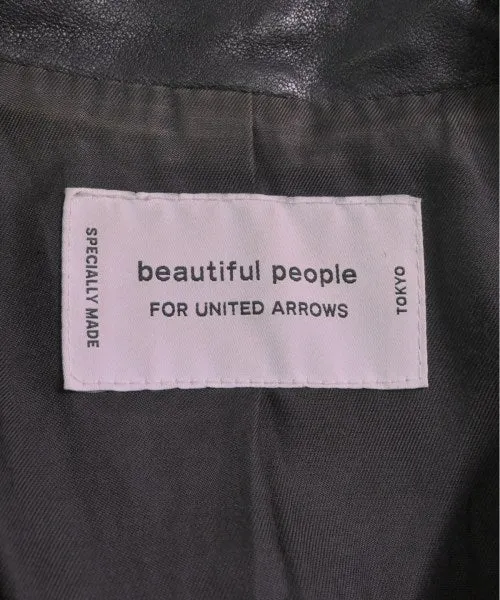 SPECIALLY MADE
beautiful people
FOR UNITED ARROWS
TOKYO